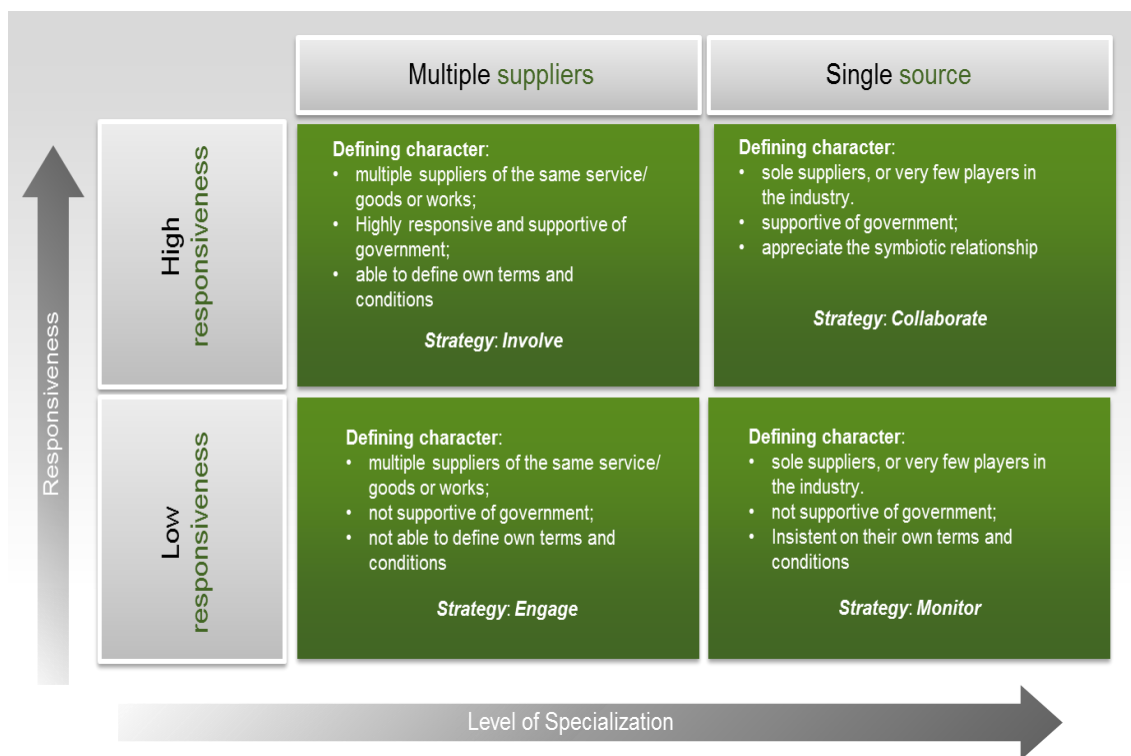 Multiple suppliers
Single source
Responsiveness
High
responsiveness
Defining character:
• multiple suppliers of the same service/
goods or works;
• Highly responsive and supportive of
government;
• able to define own terms and
conditions
Strategy: Involve
Defining character:
• sole suppliers, or very few players in
the industry.
• supportive of government;
• appreciate the symbiotic relationship
Strategy: Collaborate
Low
responsiveness
Defining character:
• multiple suppliers of the same service/
goods or works;
• not supportive of government;
• not able to define own terms and
conditions
Strategy: Engage
Defining character:
• sole suppliers, or very few players in
the industry.
• not supportive of government;
• Insistent on their own terms and
conditions
Strategy: Monitor
Level of Specialization